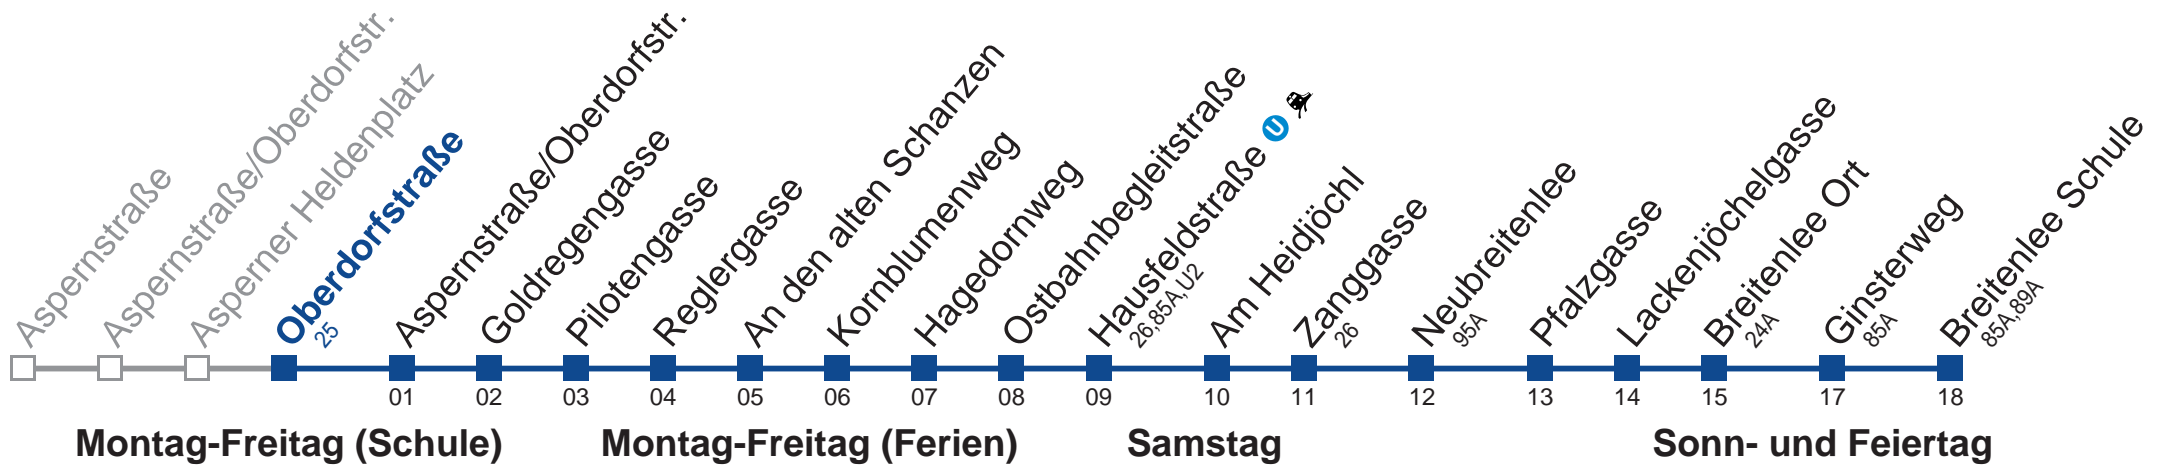 Aspernstraße
Aspernstraße/Oberdorfstr.
Asperner Heldenplatz
Oberdorfstraße
25
Aspernstraße/Oberdorfstr.
Goldregengasse
Pilotengasse
Reglergasse
An den alten Schanzen
Kornblumenweg
Hagedornweg
Ostbahnbegleitstraße
Hausfeldstraße U
26,85A,U2
Am Heidjöchl
Zanggasse
26
Neubreitenlee
95A
Pfalzgasse
Lackenjöchelgasse
Breitenlee Ort
24A
Ginsterweg
85A
Breitenlee Schule
85A,89A
01 02 03 04 05 06 07 08 09 10 11 12 13 14 15 17 18
Montag-Freitag (Schule) Montag-Freitag (Ferien) Samstag Sonn- und Feiertag